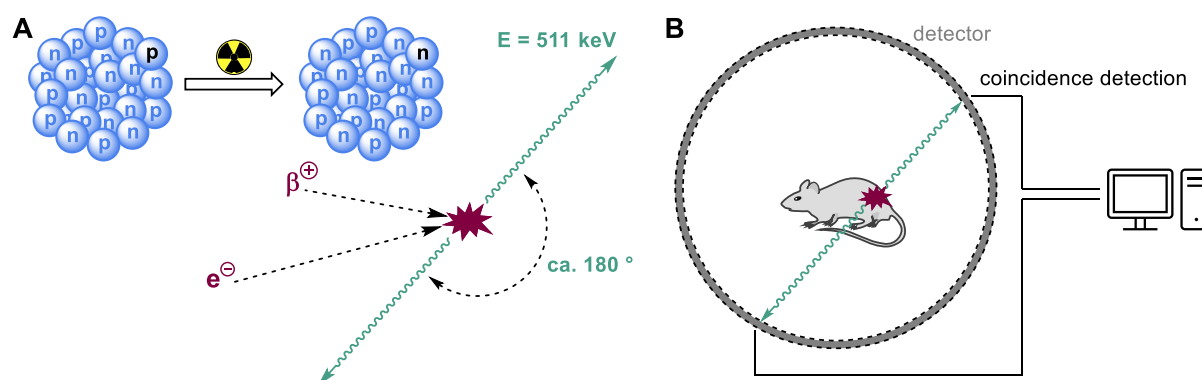 A
p
p n p
p
n
p n p n n
p n p n p
p p n
n p n
p
p n n
p
n
p n p n n
p n p n p
p p n
n p n
E = 511 keV
β⊕
e⊖
ca. 180 °
B
detector
coincidence detection